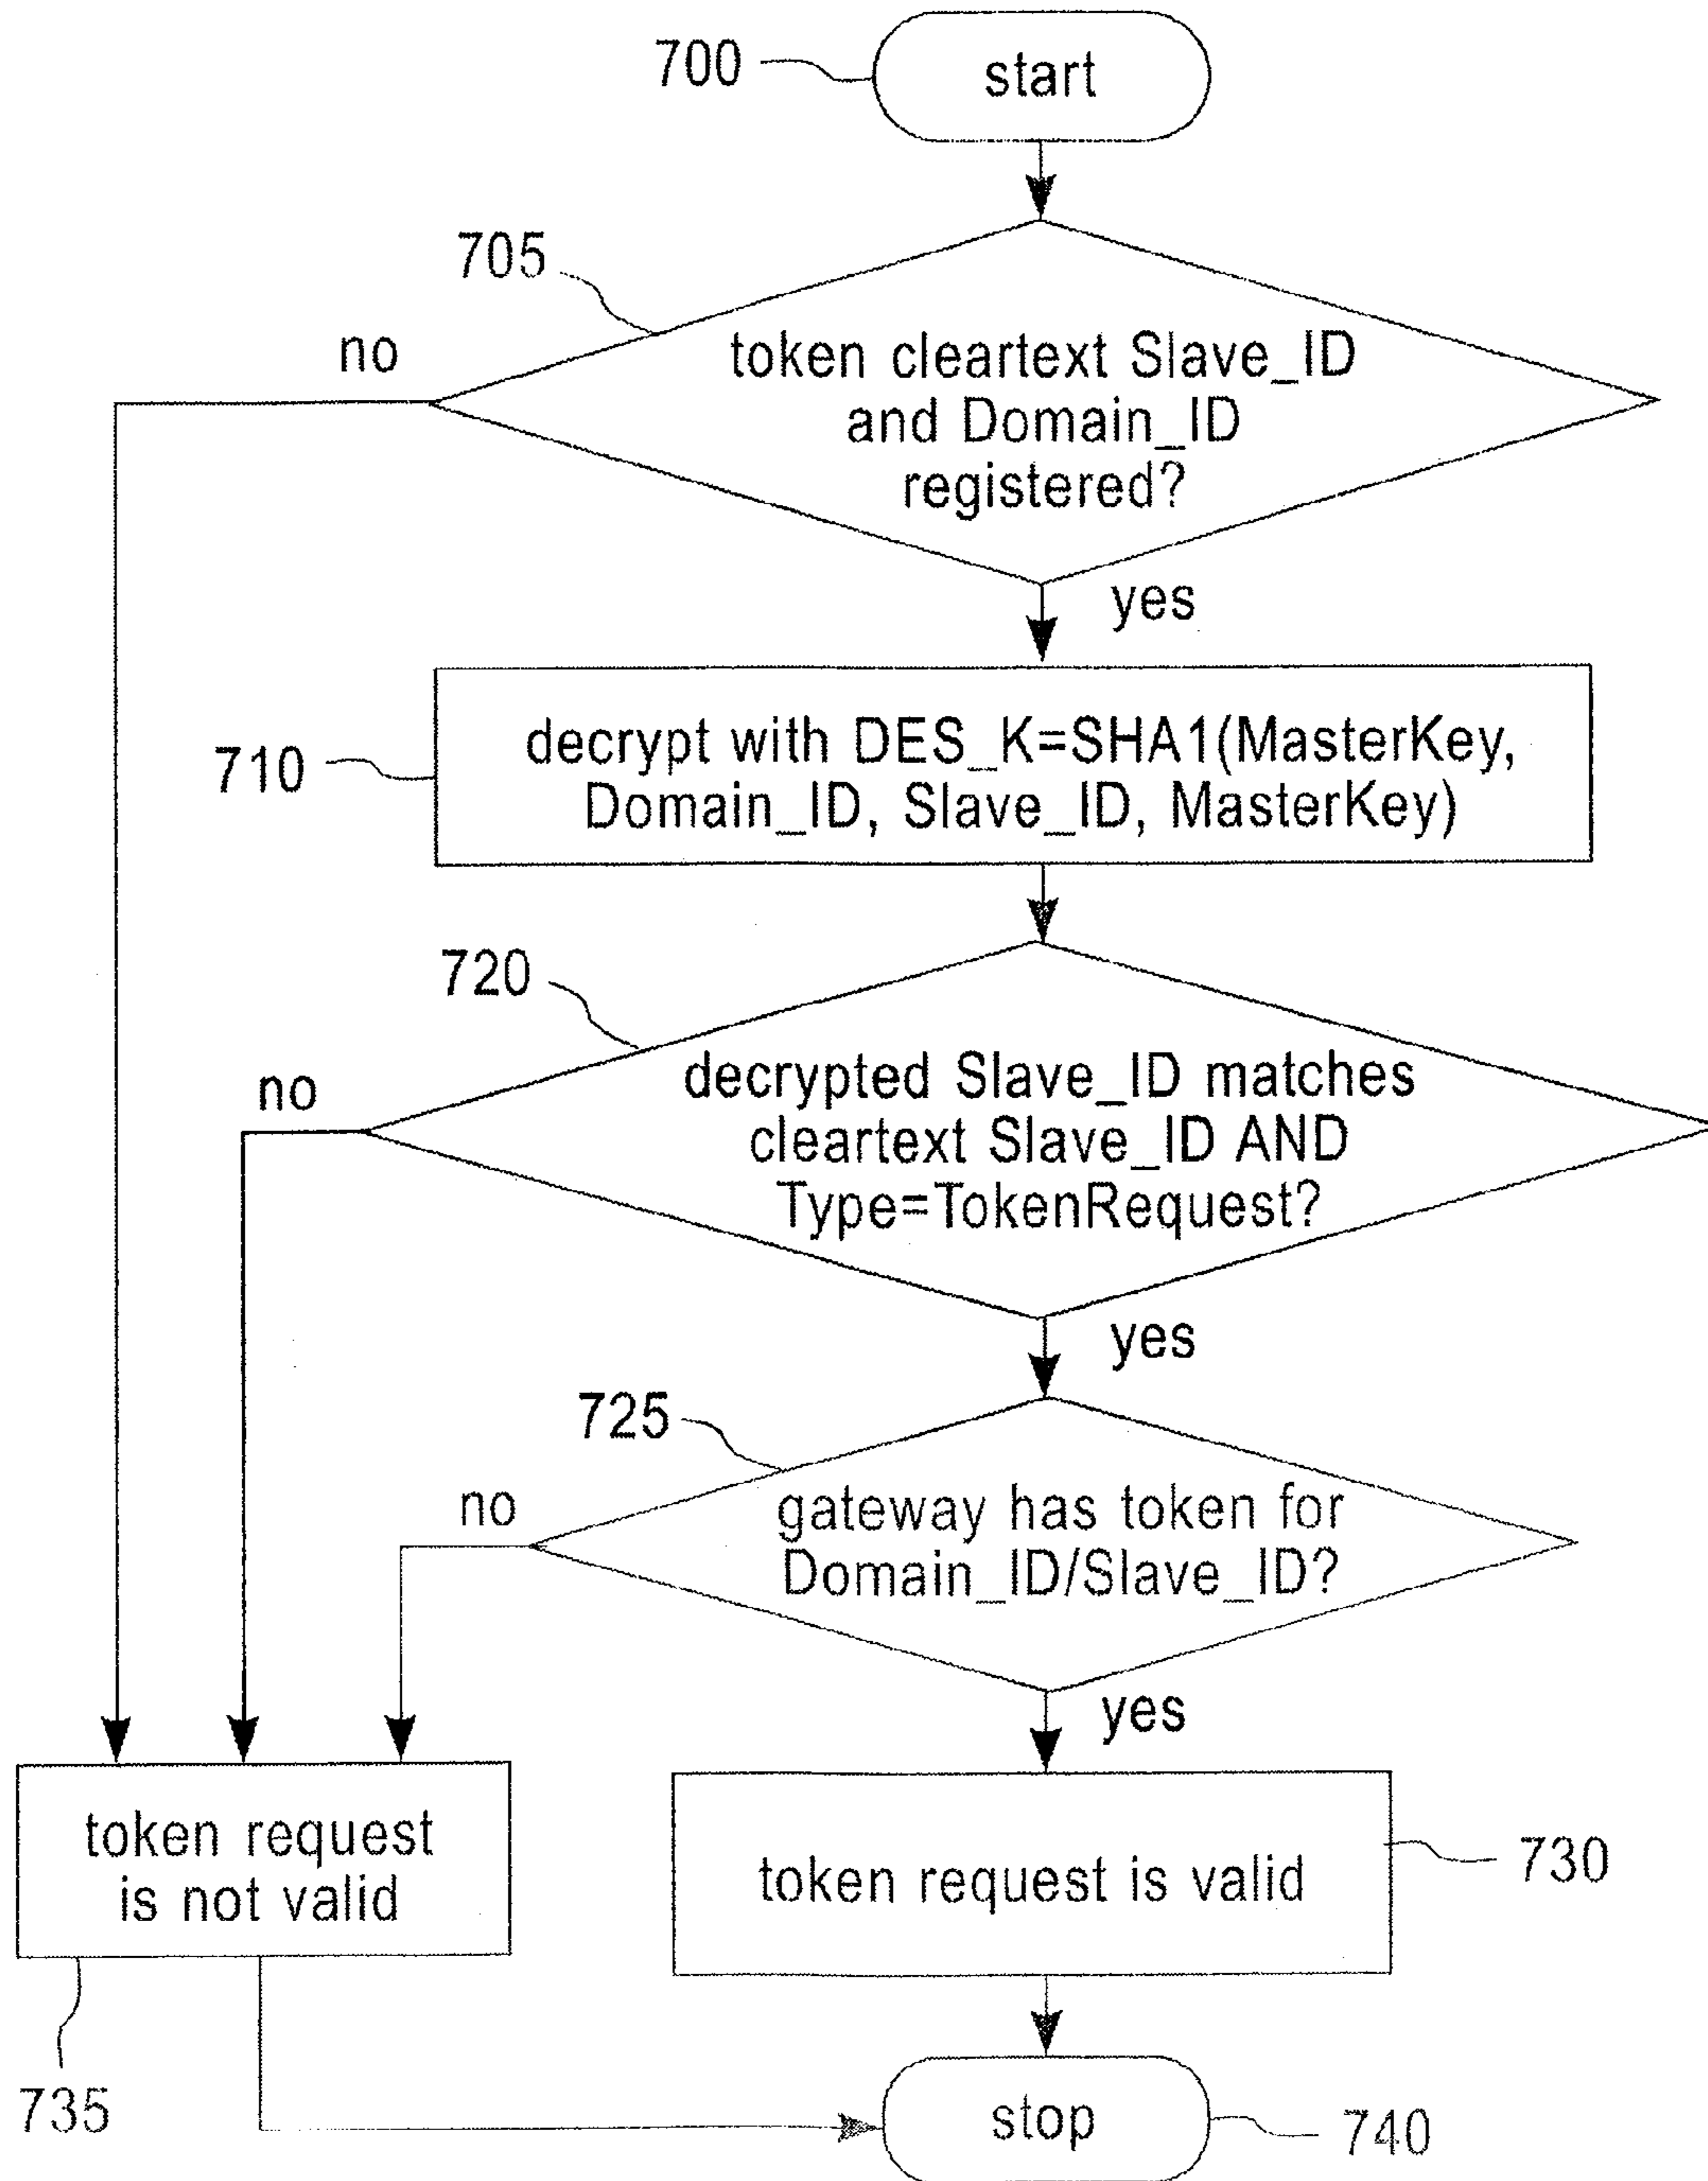 700
start
705
no
token cleartext Slave_ID
and Domain_ID
registered?
yes
710
decrypt with DES_K=SHA1(MasterKey,
Domain_ID, Slave_ID, MasterKey)
720
no
decrypted Slave_ID matches
cleartext Slave_ID AND
Type=TokenRequest?
yes
725
no
gateway has token for
Domain_ID/Slave_ID?
yes
token request
is not valid
token request is valid
730
735
stop
740